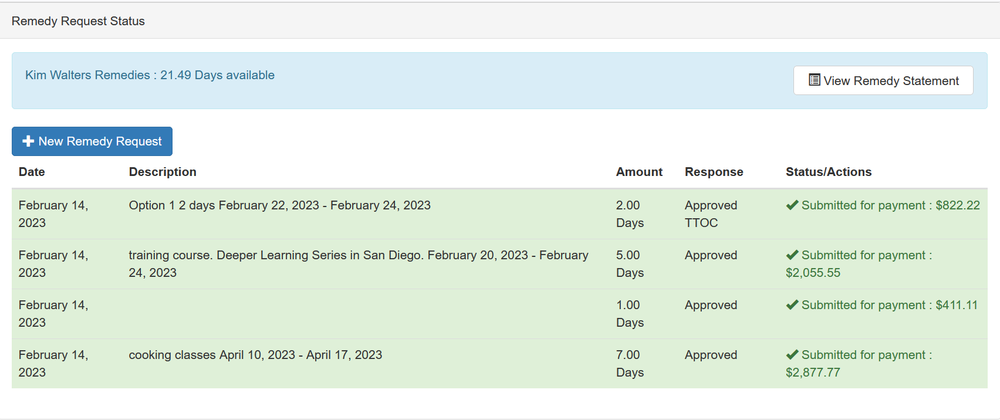 Remedy Request Status
Kim Walters Remedies : 21.49 Days available
View Remedy Statement
New Remedy Request
Date Description Amount Response Status/Actions
February 14, 2023 Option 1 2 days February 22, 2023 - February 24, 2023 2.00 Days Approved TTOC Submitted for payment : $822.22
February 14, 2023 training course. Deeper Learning Series in San Diego. February 20, 2023 - February 24, 2023 5.00 Days Approved Submitted for payment : $2,055.55
February 14, 2023 1.00 Days Approved Submitted for payment : $411.11
February 14, 2023 cooking classes April 10, 2023 - April 17, 2023 7.00 Days Approved Submitted for payment : $2,877.77